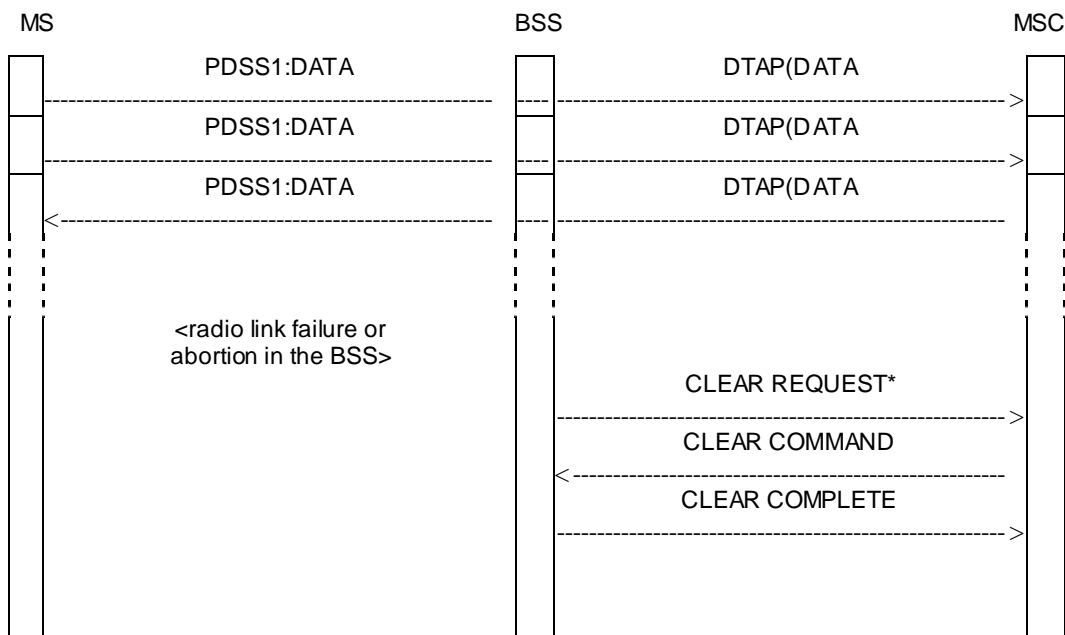 MS BSS MSC
PDSS1:DATA DTAP(DATA
PDSS1:DATA DTAP(DATA
PDSS1:DATA DTAP(DATA
<radio link failure or
abortion in the BSS>
CLEAR REQUEST*
CLEAR COMMAND
CLEAR COMPLETE